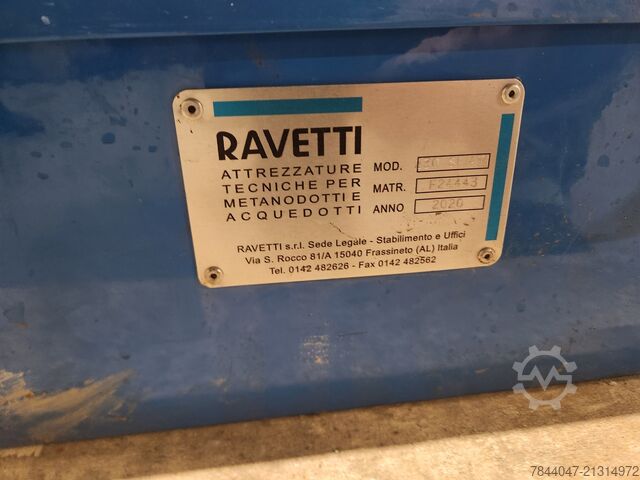 RAVETTI
ATTREZZATURE MOD.
TECNICHE PER MATR. F24443
METANODOTTI E ANNO 2020
ACQUEDOTTI
RAVETTI s.r.l. Sede Legale - Stabilimento e Uffici
Via S. Rocco 81/A 15040 Frassineto (AL) Italia
Tel. 0142 482626 - Fax 0142 482562
7844047-21314972